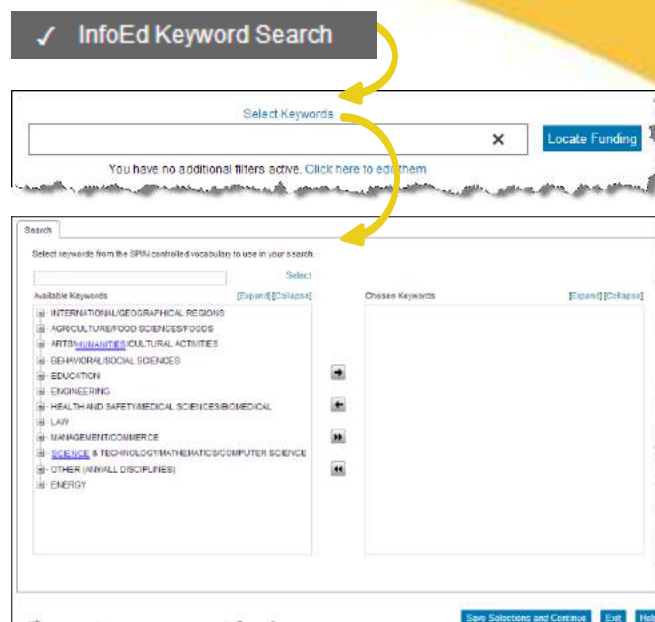 ✓ InfoEd Keyword Search
Select Keywords
× Locate Funding
You have no additional filters active. Click here to edit them
Search
Select keywords from the SPIN controlled vocabulary to use in your search.
Select
Available Keywords [Expand] [Collapse] Chosen Keywords [Expand] [Collapse]
INTERNATIONAL/GEOGRAPHICAL REGIONS
AGRICULTURE/FOOD SCIENCES/FOODS
ARTS/HUMANITIES/CULTURAL ACTIVITIES
BEHAVIORAL/SOCIAL SCIENCES
EDUCATION
ENGINEERING
HEALTH AND SAFETY/MEDICAL SCIENCES/BIOMEDICAL
LAW
MANAGEMENT/COMMERCE
SCIENCE & TECHNOLOGY/MATHEMATICS/COMPUTER SCIENCE
OTHER (ANY/ALL DISCIPLINES)
ENERGY
Save Selections and Continue Exit Help